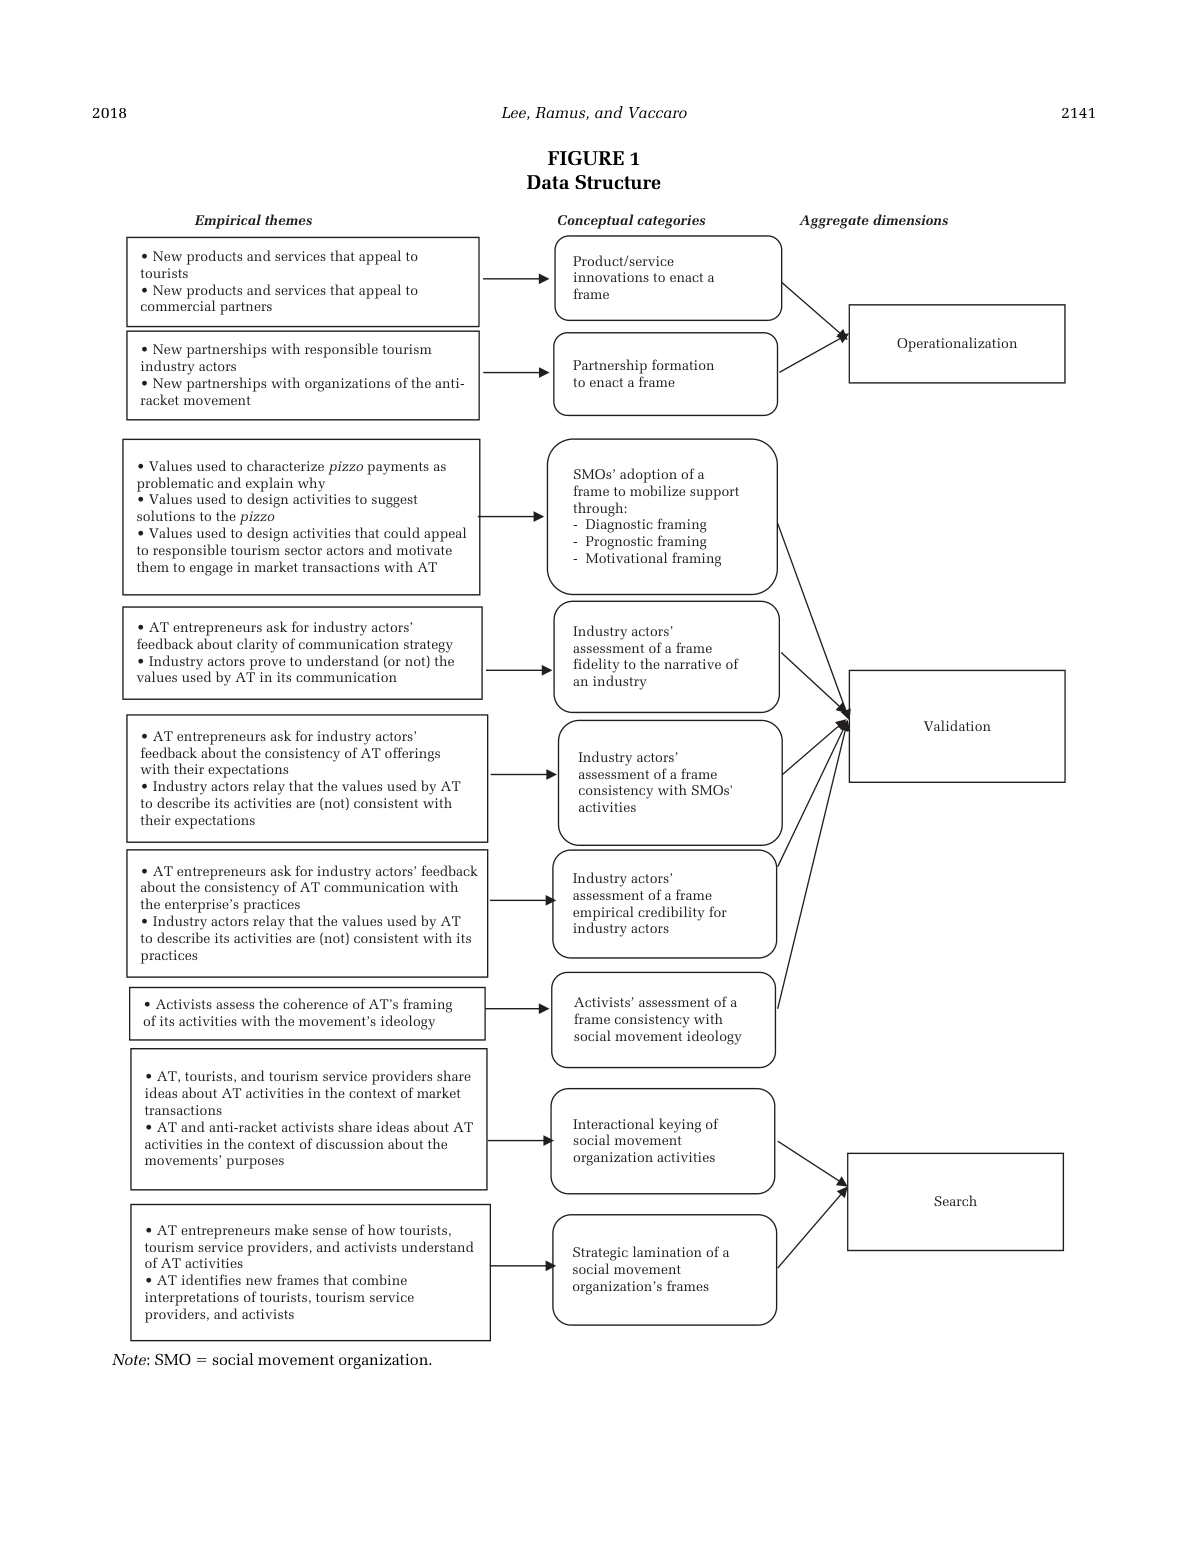 2018
Lee, Ramus, and Vaccaro
2141
FIGURE 1
Data Structure
Empirical themes
Conceptual categories
Aggregate dimensions
• New products and services that appeal to
tourists
• New products and services that appeal to
commercial partners
Product/service
innovations to enact a
frame
• New partnerships with responsible tourism
industry actors
• New partnerships with organizations of the anti-
racket movement
Partnership formation
to enact a frame
Operationalization
• Values used to characterize pizzo payments as
problematic and explain why
• Values used to design activities to suggest
solutions to the pizzo
• Values used to design activities that could appeal
to responsible tourism sector actors and motivate
them to engage in market transactions with AT
SMOs’ adoption of a
frame to mobilize support
through:
- Diagnostic framing
- Prognostic framing
- Motivational framing
• AT entrepreneurs ask for industry actors’
feedback about clarity of communication strategy
• Industry actors prove to understand (or not) the
values used by AT in its communication
Industry actors’
assessment of a frame
fidelity to the narrative of
an industry
• AT entrepreneurs ask for industry actors’
feedback about the consistency of AT offerings
with their expectations
• Industry actors relay that the values used by AT
to describe its activities are (not) consistent with
their expectations
Industry actors’
assessment of a frame
consistency with SMOs’
activities
Validation
• AT entrepreneurs ask for industry actors’ feedback
about the consistency of AT communication with
the enterprise’s practices
• Industry actors relay that the values used by AT
to describe its activities are (not) consistent with its
practices
Industry actors’
assessment of a frame
empirical credibility for
industry actors
• Activists assess the coherence of AT’s framing
of its activities with the movement’s ideology
Activists’ assessment of a
frame consistency with
social movement ideology
• AT, tourists, and tourism service providers share
ideas about AT activities in the context of market
transactions
• AT and anti-racket activists share ideas about AT
activities in the context of discussion about the
movements’ purposes
Interactional keying of
social movement
organization activities
• AT entrepreneurs make sense of how tourists,
tourism service providers, and activists understand
of AT activities
• AT identifies new frames that combine
interpretations of tourists, tourism service
providers, and activists
Strategic lamination of a
social movement
organization’s frames
Search
Note: SMO = social movement organization.